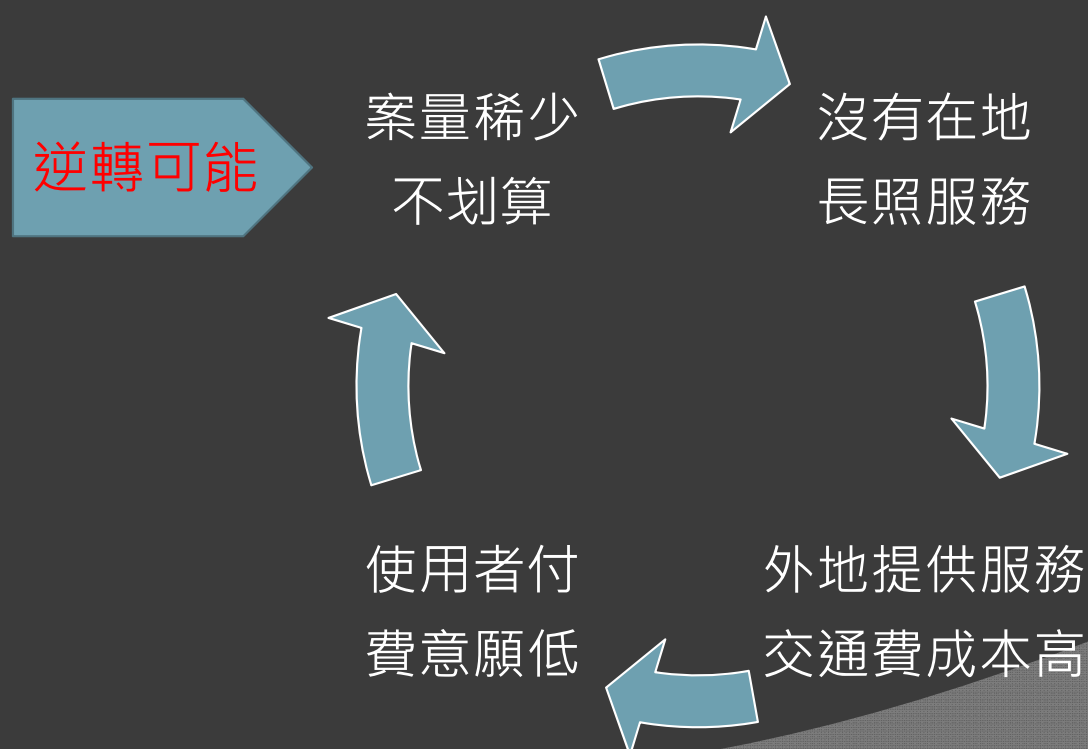 逆轉可能
案量稀少
不划算
沒有在地
長照服務
外地提供服務
交通費成本高
使用者付
費意願低